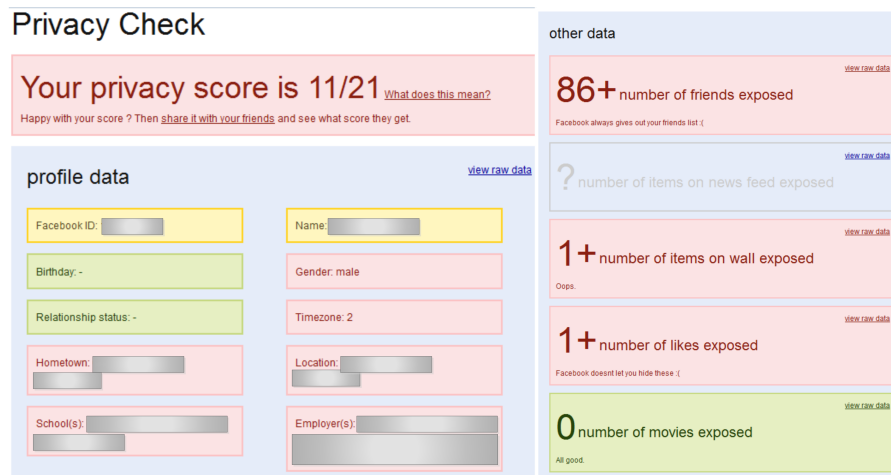 Privacy Check
Your privacy score is 11/21 What does this mean?
Happy with your score ? Then share it with your friends and see what score they get.
profile data
view raw data
Facebook ID:
Name:
Birthday: -
Gender: male
Relationship status: -
Timezone: 2
Hometown:
Location:
School(s):
Employer(s):
other data
view raw data
86+ number of friends exposed
Facebook always gives out your friends list :(
view raw data
? number of items on news feed exposed
view raw data
1+ number of items on wall exposed
Oops.
view raw data
1+ number of likes exposed
Facebook doesnt let you hide these :(
view raw data
0 number of movies exposed
All good.